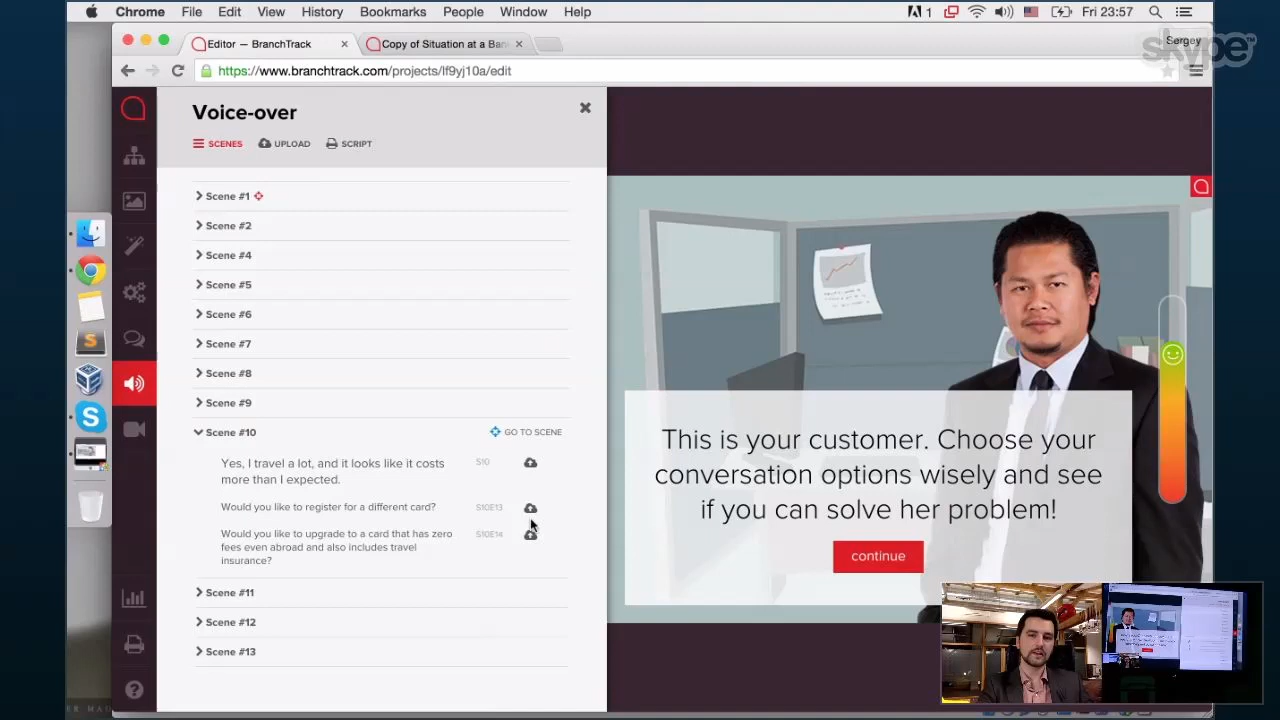 Chrome File Edit View History Bookmarks People Window Help
1 Fri 23:57
Editor — BranchTrack
Copy of Situation at a Ban
Sergey
skype™
https://www.branchtrack.com/projects/lf9yj10a/edit
Voice-over
SCENES UPLOAD SCRIPT
Scene #1
Scene #2
Scene #4
Scene #5
Scene #6
Scene #7
Scene #8
Scene #9
Scene #10 GO TO SCENE
Yes, I travel a lot, and it looks like it costs S10
more than I expected.
Would you like to register for a different card? S10E13
Would you like to upgrade to a card that has zero S10E14
fees even abroad and also includes travel
insurance?
Scene #11
Scene #12
Scene #13
This is your customer. Choose your
conversation options wisely and see
if you can solve her problem!
continue